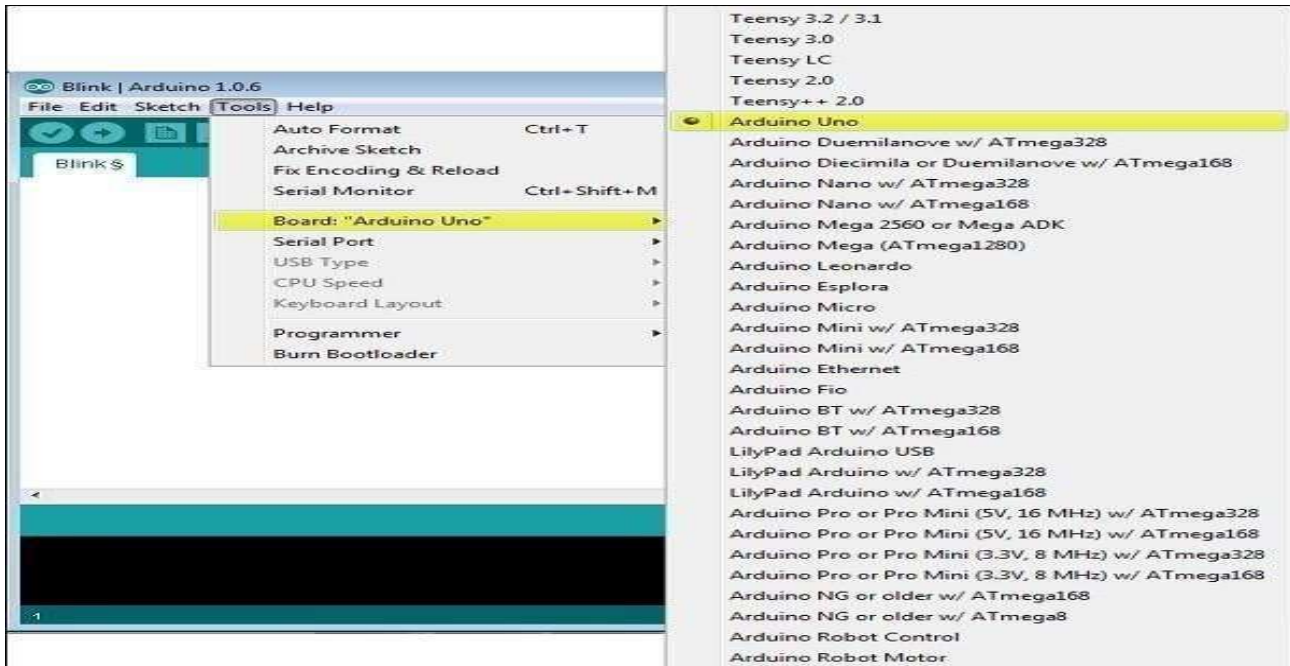 Blink | Arduino 1.0.6
File Edit Sketch Tools Help
Blink §
Auto Format Ctrl+T
Archive Sketch
Fix Encoding & Reload
Serial Monitor Ctrl+Shift+M
Board: "Arduino Uno"
Serial Port
USB Type
CPU Speed
Keyboard Layout
Programmer
Burn Bootloader
1
Teensy 3.2 / 3.1
Teensy 3.0
Teensy LC
Teensy 2.0
Teensy++ 2.0
Arduino Uno
Arduino Duemilanove w/ ATmega328
Arduino Diecimila or Duemilanove w/ ATmega168
Arduino Nano w/ ATmega328
Arduino Nano w/ ATmega168
Arduino Mega 2560 or Mega ADK
Arduino Mega (ATmega1280)
Arduino Leonardo
Arduino Esplora
Arduino Micro
Arduino Mini w/ ATmega328
Arduino Mini w/ ATmega168
Arduino Ethernet
Arduino Fio
Arduino BT w/ ATmega328
Arduino BT w/ ATmega168
LilyPad Arduino USB
LilyPad Arduino w/ ATmega328
LilyPad Arduino w/ ATmega168
Arduino Pro or Pro Mini (5V, 16 MHz) w/ ATmega328
Arduino Pro or Pro Mini (5V, 16 MHz) w/ ATmega168
Arduino Pro or Pro Mini (3.3V, 8 MHz) w/ ATmega328
Arduino Pro or Pro Mini (3.3V, 8 MHz) w/ ATmega168
Arduino NG or older w/ ATmega168
Arduino NG or older w/ ATmega8
Arduino Robot Control
Arduino Robot Motor